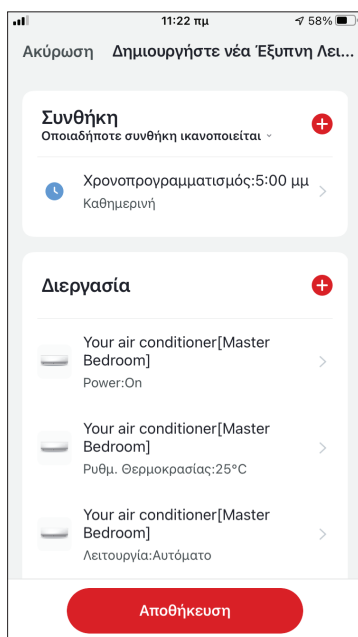 11:22 πμ
58%
Ακύρωση Δημιουργήστε νέα Έξυπνη Λει...
Συνθήκη
Οποιαδήποτε συνθήκη ικανοποιείται
Χρονοπρογραμματισμός:5:00 μμ
Καθημερινή
Διεργασία
Your air conditioner[Master
Bedroom]
Power:On
Your air conditioner[Master
Bedroom]
Ρυθμ. Θερμοκρασίας:25°C
Your air conditioner[Master
Bedroom]
Λειτουργία:Αυτόματο
Αποθήκευση